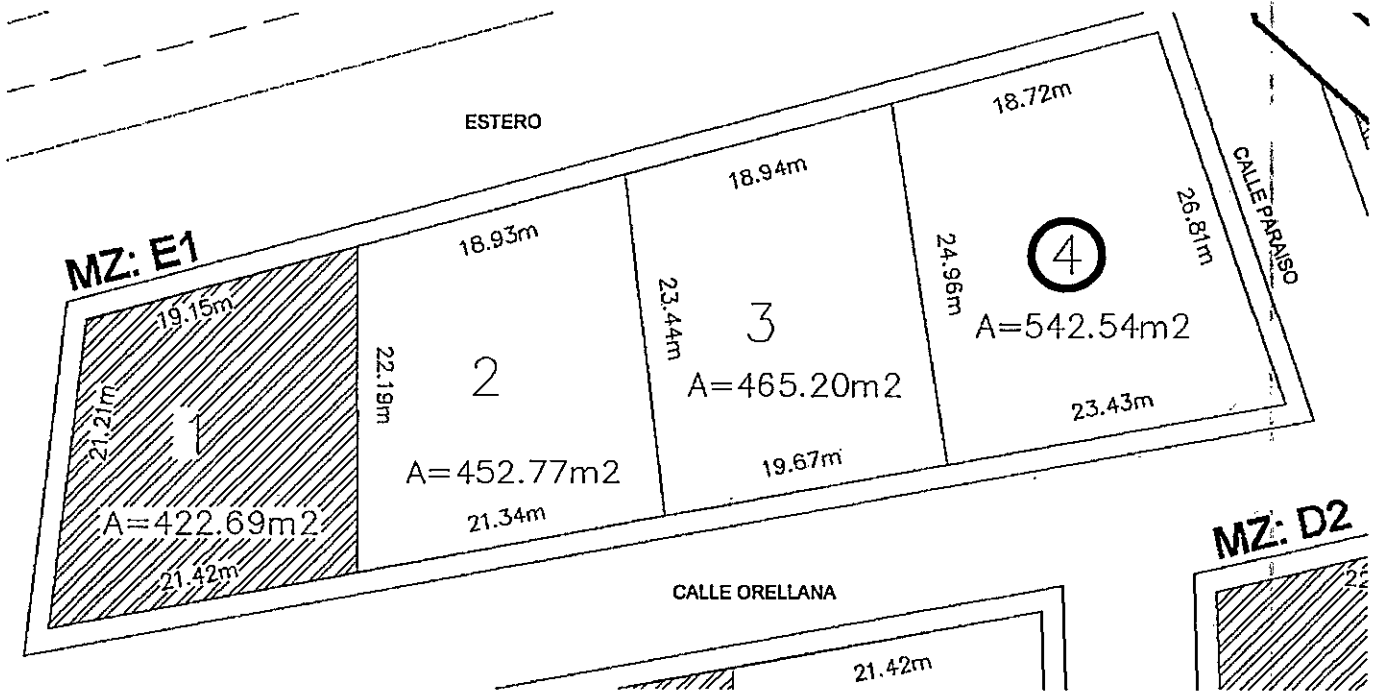 ESTERO
CALLE PARAISO
MZ: E1
19.15m
21.21m
1
A=422.69m2
21.42m
22.19m
18.93m
2
A=452.77m2
21.34m
23.44m
18.94m
3
A=465.20m2
19.67m
24.96m
18.72m
4
A=542.54m2
26.81m
23.43m
CALLE ORELLANA
21.42m
MZ: D2
22